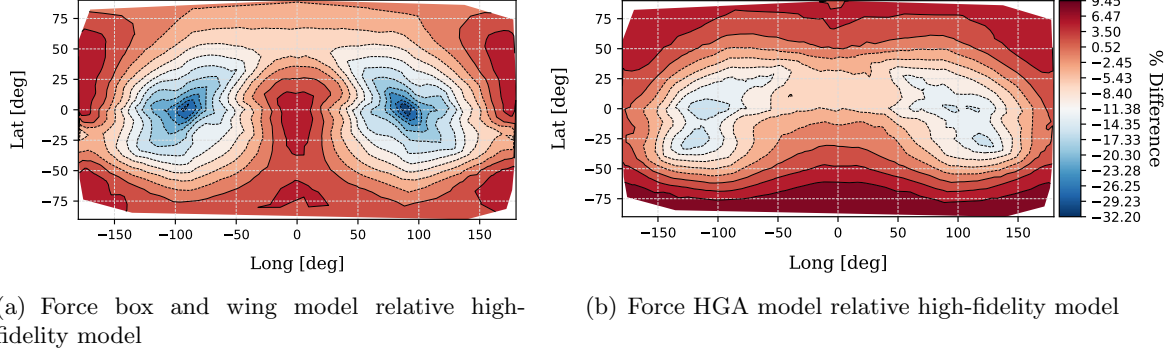 75
50
25
0
−25
−50
−75
Lat [deg]
−150 −100 −50 0 50 100 150
Long [deg]
75
50
25
0
−25
−50
−75
Lat [deg]
−150 −100 −50 0 50 100 150
Long [deg]
9.45
6.47
3.50
0.52
−2.45
−5.43
−8.40
−11.38
−14.35
−17.33
−20.30
−23.28
−26.25
−29.23
−32.20
% Difference
(a) Force box and wing model relative high-
fidelity model
(b) Force HGA model relative high-fidelity model